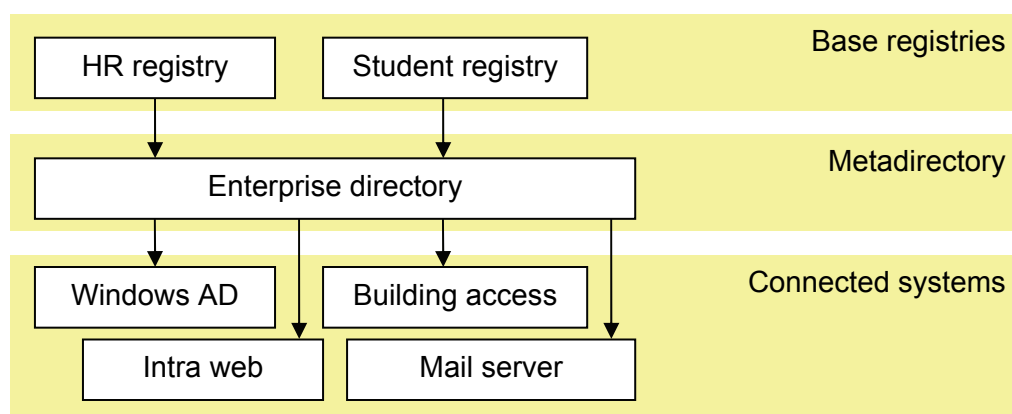 Base registries
HR registry
Student registry
Metadirectory
Enterprise directory
Connected systems
Windows AD
Building access
Intra web
Mail server